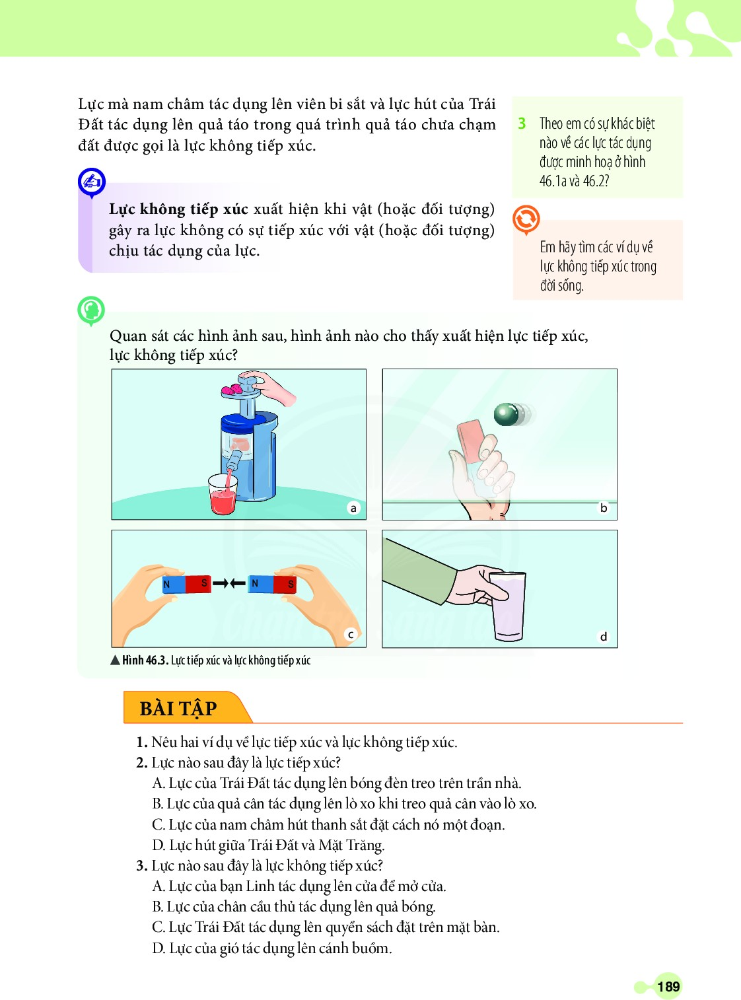 Lực mà nam châm tác dụng lên viên bi sắt và lực hút của Trái
Đất tác dụng lên quả táo trong quá trình quả táo chưa chạm
đất được gọi là lực không tiếp xúc.
Lực không tiếp xúc xuất hiện khi vật (hoặc đối tượng)
gây ra lực không có sự tiếp xúc với vật (hoặc đối tượng)
chịu tác dụng của lực.
3 Theo em có sự khác biệt
nào về các lực tác dụng
được minh hoạ ở hình
46.1a và 46.2?
Em hãy tìm các ví dụ về
lực không tiếp xúc trong
đời sống.
Quan sát các hình ảnh sau, hình ảnh nào cho thấy xuất hiện lực tiếp xúc,
lực không tiếp xúc?
a
b
N S N S
c
d
Chân trời sáng tạo
▲ Hình 46.3. Lực tiếp xúc và lực không tiếp xúc
BÀI TẬP
1. Nêu hai ví dụ về lực tiếp xúc và lực không tiếp xúc.
2. Lực nào sau đây là lực tiếp xúc?
A. Lực của Trái Đất tác dụng lên bóng đèn treo trên trần nhà.
B. Lực của quả cân tác dụng lên lò xo khi treo quả cân vào lò xo.
C. Lực của nam châm hút thanh sắt đặt cách nó một đoạn.
D. Lực hút giữa Trái Đất và Mặt Trăng.
3. Lực nào sau đây là lực không tiếp xúc?
A. Lực của bạn Linh tác dụng lên cửa để mở cửa.
B. Lực của chân cầu thủ tác dụng lên quả bóng.
C. Lực Trái Đất tác dụng lên quyển sách đặt trên mặt bàn.
D. Lực của gió tác dụng lên cánh buồm.
189